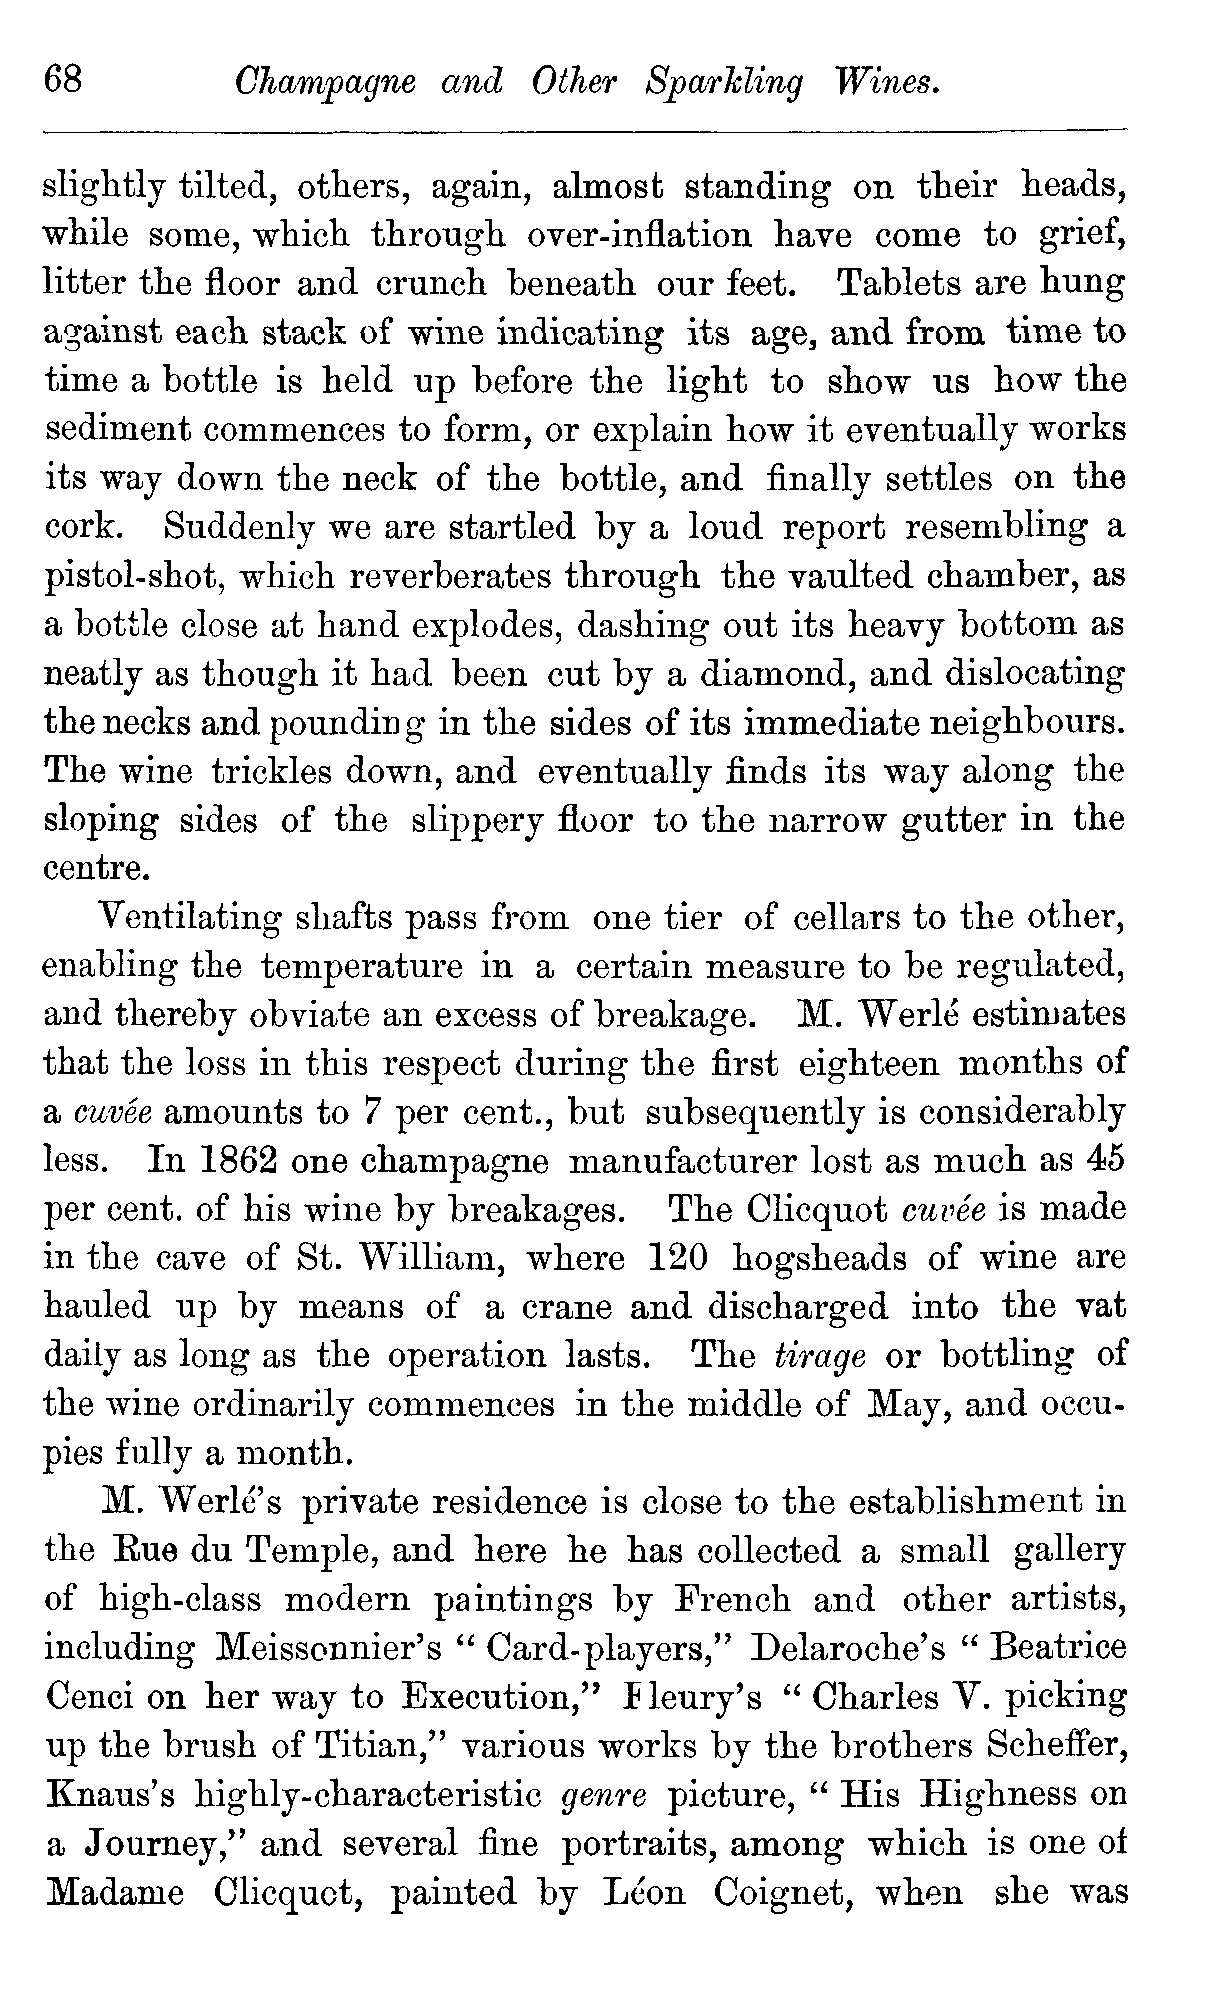 68 Champagne and Other Sparkling Wines.
slightly tilted, others, again, almost standing on their heads,
while some, which through over-inflation have come to grief,
litter the floor and crunch beneath our feet. Tablets are hung
against each stack of wine indicating its age, and from time to
time a bottle is held up before the light to show us how the
sediment commences to form, or explain how it eventually works
its way down the neck of the bottle, and finally settles on the
cork. Suddenly we are startled by a loud report resembling a
pistol-shot, which reverberates through the vaulted chamber, as
a bottle close at hand explodes, dashing out its heavy bottom as
neatly as though it had been cut by a diamond, and dislocating
the necks and pounding in the sides of its immediate neighbours.
The wine trickles down, and eventually finds its way along the
sloping sides of the slippery floor to the narrow gutter in the
centre.
Ventilating shafts pass from one tier of cellars to the other,
enabling the temperature in a certain measure to be regulated,
and thereby obviate an excess of breakage. M. Werlé estimates
that the loss in this respect during the first eighteen months of
a cuvée amounts to 7 per cent., but subsequently is considerably
less. In 1862 one champagne manufacturer lost as much as 45
per cent. of his wine by breakages. The Clicquot cuvée is made
in the cave of St. William, where 120 hogsheads of wine are
hauled up by means of a crane and discharged into the vat
daily as long as the operation lasts. The tirage or bottling of
the wine ordinarily commences in the middle of May, and occu-
pies fully a month.
M. Werlé's private residence is close to the establishment in
the Rue du Temple, and here he has collected a small gallery
of high-class modern paintings by French and other artists,
including Meissonnier's “ Card-players,” Delaroche's “ Beatrice
Cenci on her way to Execution,” Fleury's “ Charles V. picking
up the brush of Titian,” various works by the brothers Scheffer,
Knaus's highly-characteristic genre picture, “ His Highness on
a Journey,” and several fine portraits, among which is one of
Madame Clicquot, painted by Léon Coignet, when she was